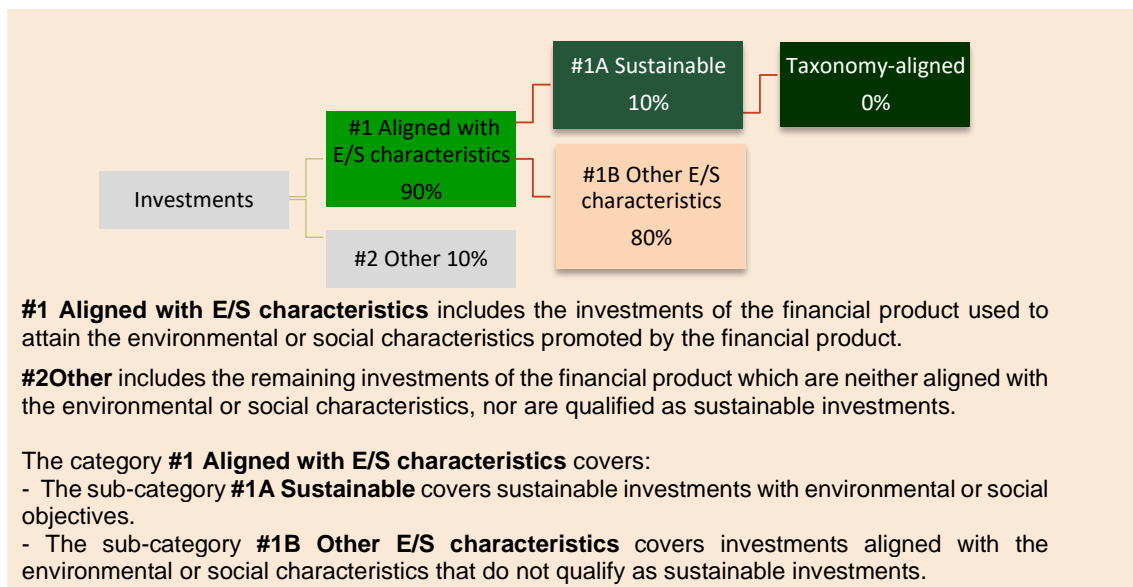 #1A Sustainable
10%
Taxonomy-aligned
0%
#1 Aligned with
E/S characteristics
90%
#1B Other E/S
characteristics
80%
Investments
#2 Other 10%
#1 Aligned with E/S characteristics includes the investments of the financial product used to
attain the environmental or social characteristics promoted by the financial product.
#2Other includes the remaining investments of the financial product which are neither aligned with
the environmental or social characteristics, nor are qualified as sustainable investments.
The category #1 Aligned with E/S characteristics covers:
- The sub-category #1A Sustainable covers sustainable investments with environmental or social
objectives.
- The sub-category #1B Other E/S characteristics covers investments aligned with the
environmental or social characteristics that do not qualify as sustainable investments.